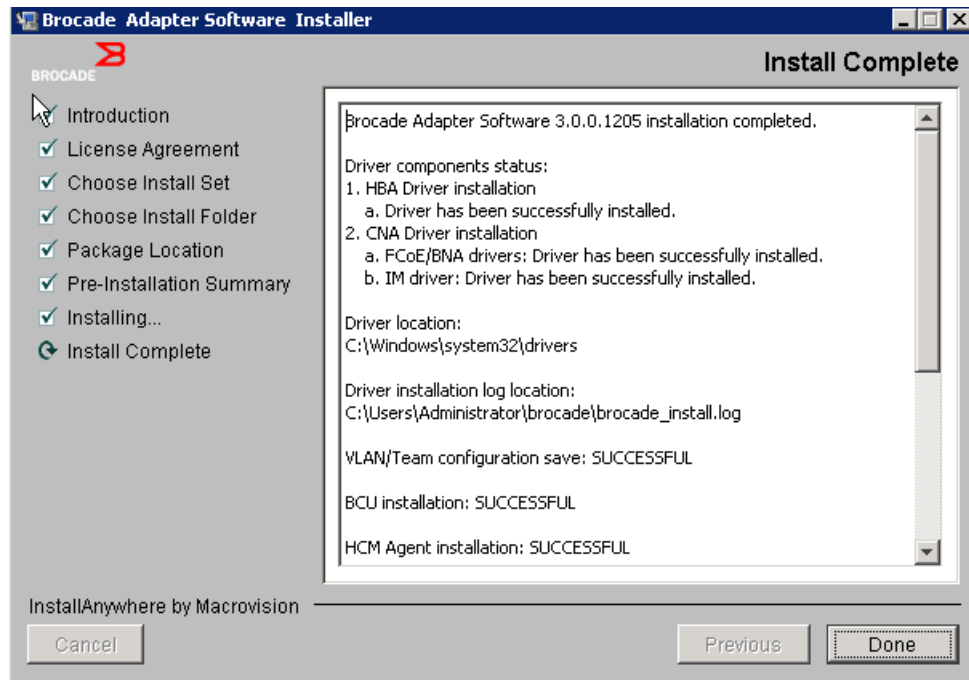 Brocade Adapter Software Installer
BROCADE
Install Complete
Introduction
License Agreement
Choose Install Set
Choose Install Folder
Package Location
Pre-Installation Summary
Installing...
Install Complete
Brocade Adapter Software 3.0.0.1205 installation completed.
Driver components status:
1. HBA Driver installation
a. Driver has been successfully installed.
2. CNA Driver installation
a. FCoE/BNA drivers: Driver has been successfully installed.
b. IM driver: Driver has been successfully installed.
Driver location:
C:\Windows\system32\drivers
Driver installation log location:
C:\Users\Administrator\brocade\brocade_install.log
VLAN/Team configuration save: SUCCESSFUL
BCU installation: SUCCESSFUL
HCM Agent installation: SUCCESSFUL
InstallAnywhere by Macrovision
Cancel
Previous
Done